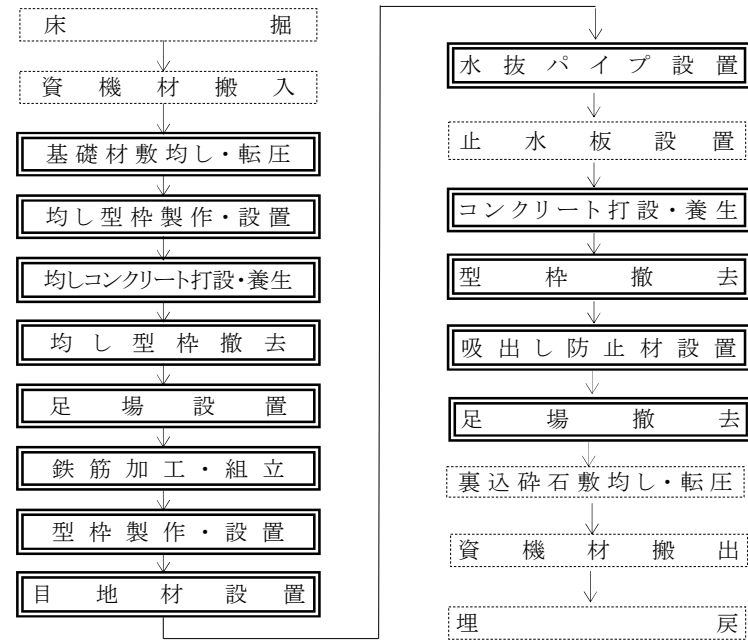 床掘
資機材搬入
基礎材敷均し・転圧
均し型枠製作・設置
均しコンクリート打設・養生
均し型枠撤去
足場設置
鉄筋加工・組立
型枠製作・設置
目地材設置
水抜パイプ設置
止水板設置
コンクリート打設・養生
型枠撤去
吸出し防止材設置
足場撤去
裏込砕石敷均し・転圧
資機材搬出
埋戻